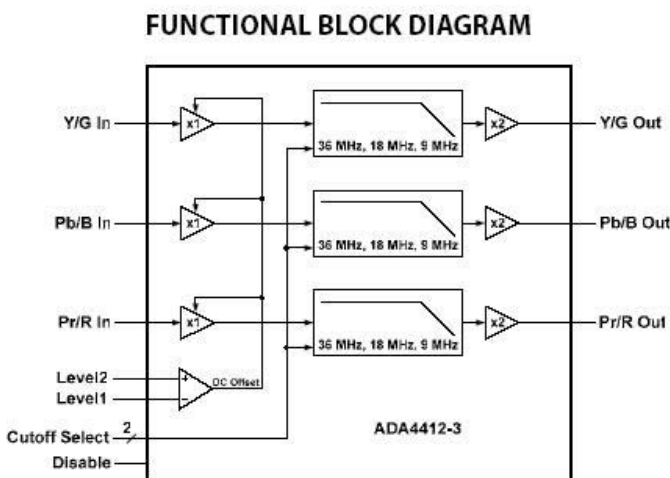 FUNCTIONAL BLOCK DIAGRAM
Y/G In
x1
36 MHz, 18 MHz, 9 MHz
x2
Y/G Out
Pb/B In
x1
36 MHz, 18 MHz, 9 MHz
x2
Pb/B Out
Pr/R In
x1
36 MHz, 18 MHz, 9 MHz
x2
Pr/R Out
Level2
+
DC Offset
Level1
−
Cutoff Select
2
ADA4412-3
Disable